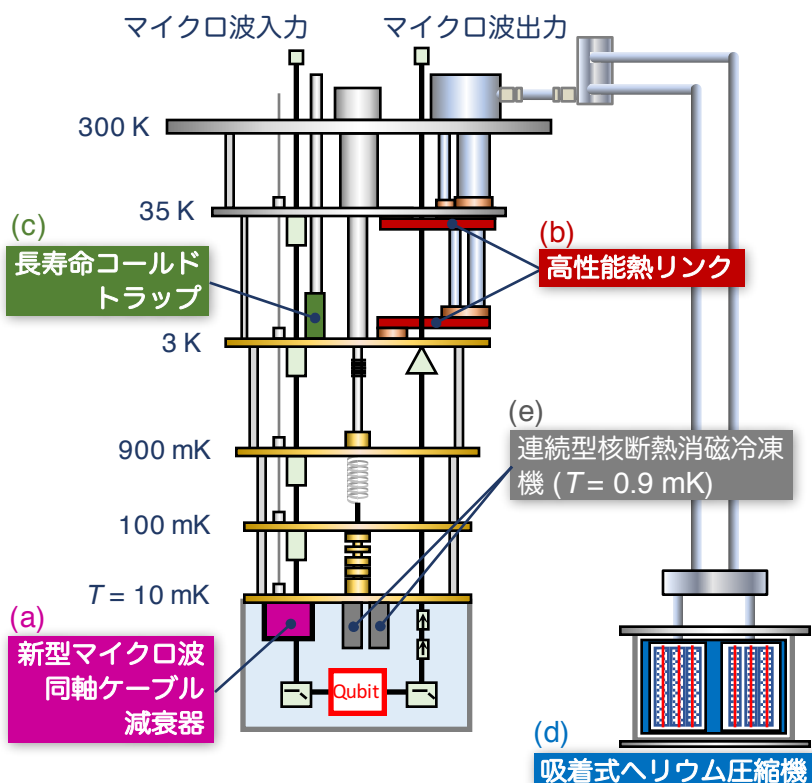 マイクロ波入力
マイクロ波出力
300 K
35 K
(c)
長寿命コールド
トラップ
(b)
高性能熱リンク
3 K
(e)
連続型核断熱消磁冷凍
機 (T = 0.9 mK)
900 mK
100 mK
T = 10 mK
(a)
新型マイクロ波
同軸ケーブル
減衰器
Qubit
(d)
吸着式ヘリウム圧縮機